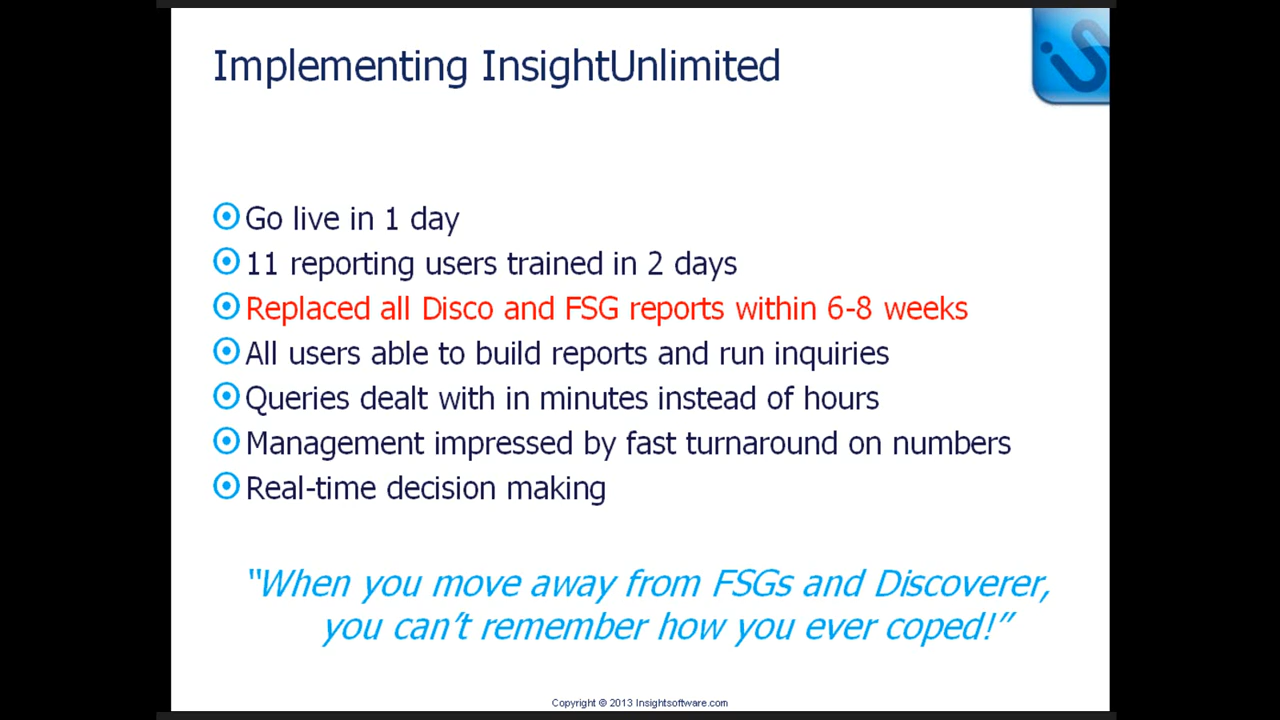 Implementing InsightUnlimited
iS
Go live in 1 day
11 reporting users trained in 2 days
Replaced all Disco and FSG reports within 6-8 weeks
All users able to build reports and run inquiries
Queries dealt with in minutes instead of hours
Management impressed by fast turnaround on numbers
Real-time decision making
“When you move away from FSGs and Discoverer,
you can’t remember how you ever coped!”
Copyright © 2013 Insightsoftware.com